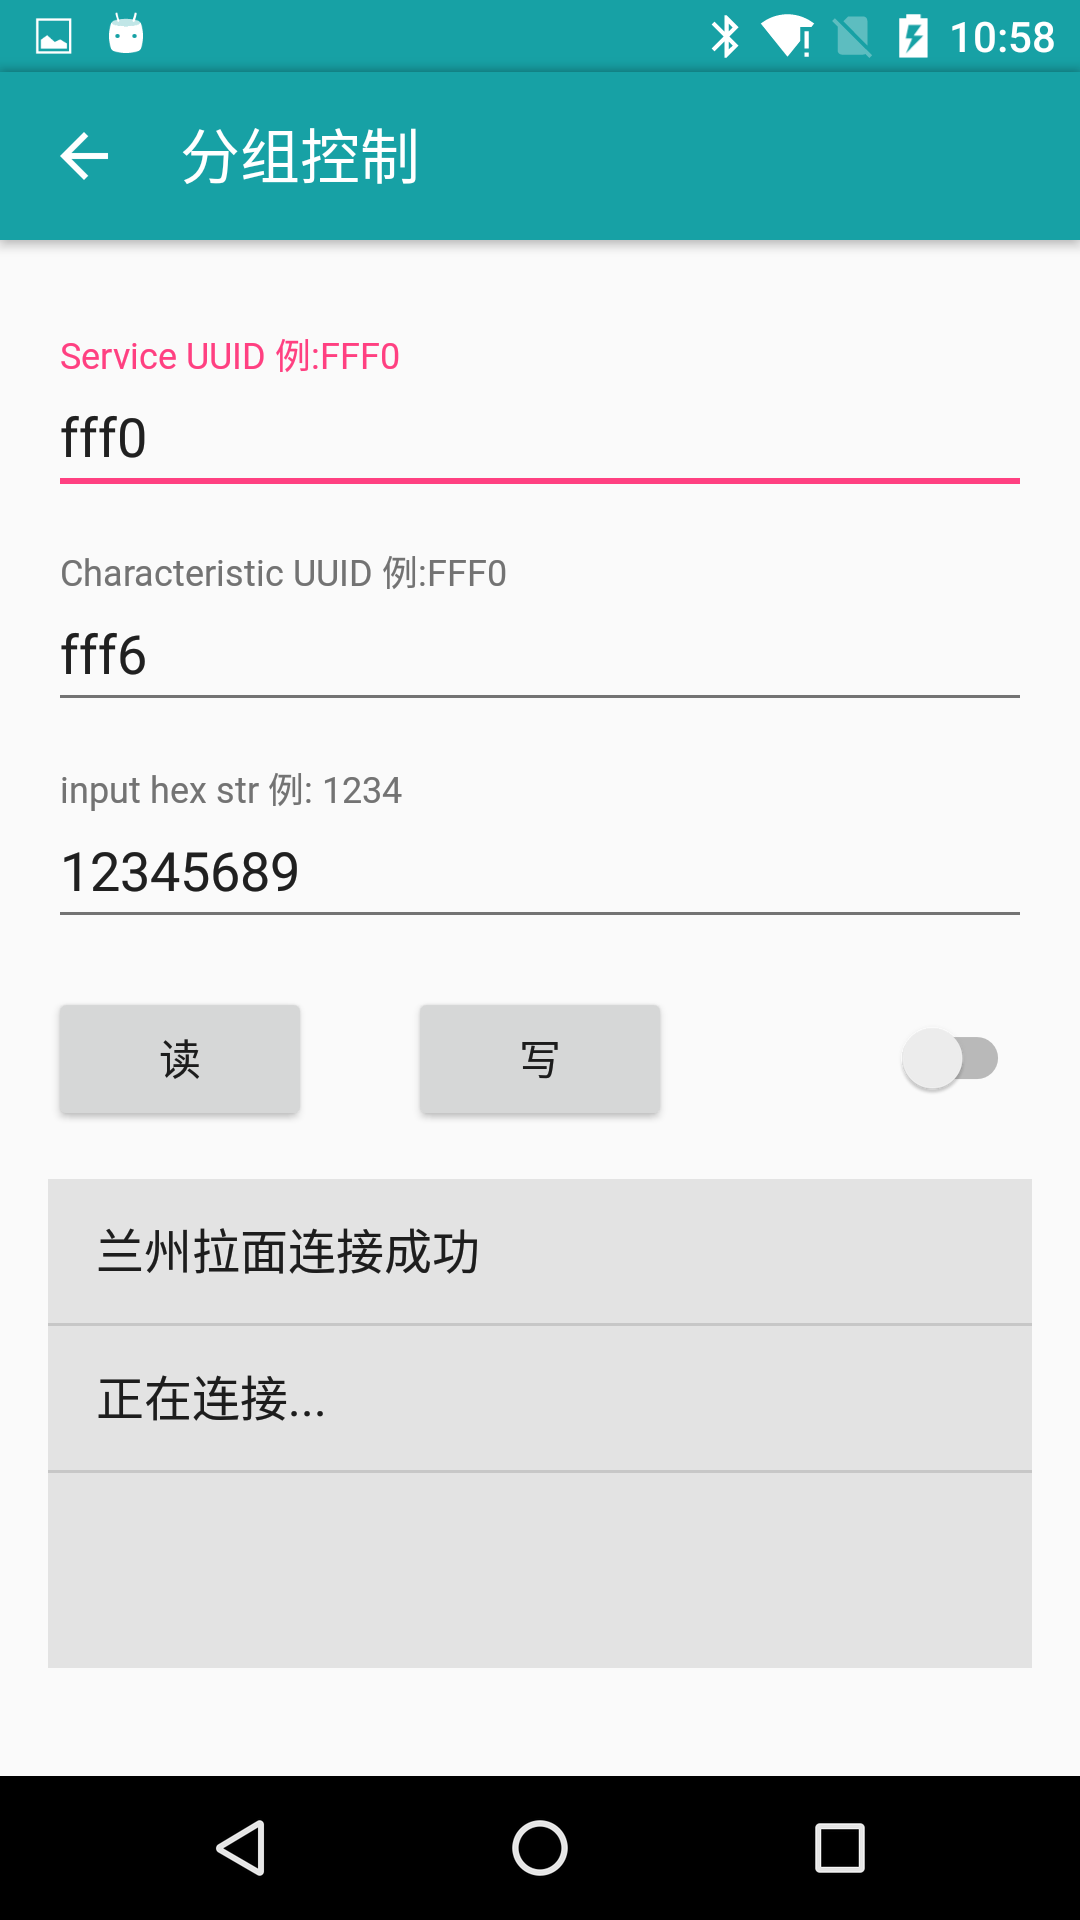 10:58
分组控制
Service UUID 例:FFF0
fff0
Characteristic UUID 例:FFF0
fff6
input hex str 例: 1234
12345689
读 写
兰州拉面连接成功
正在连接...